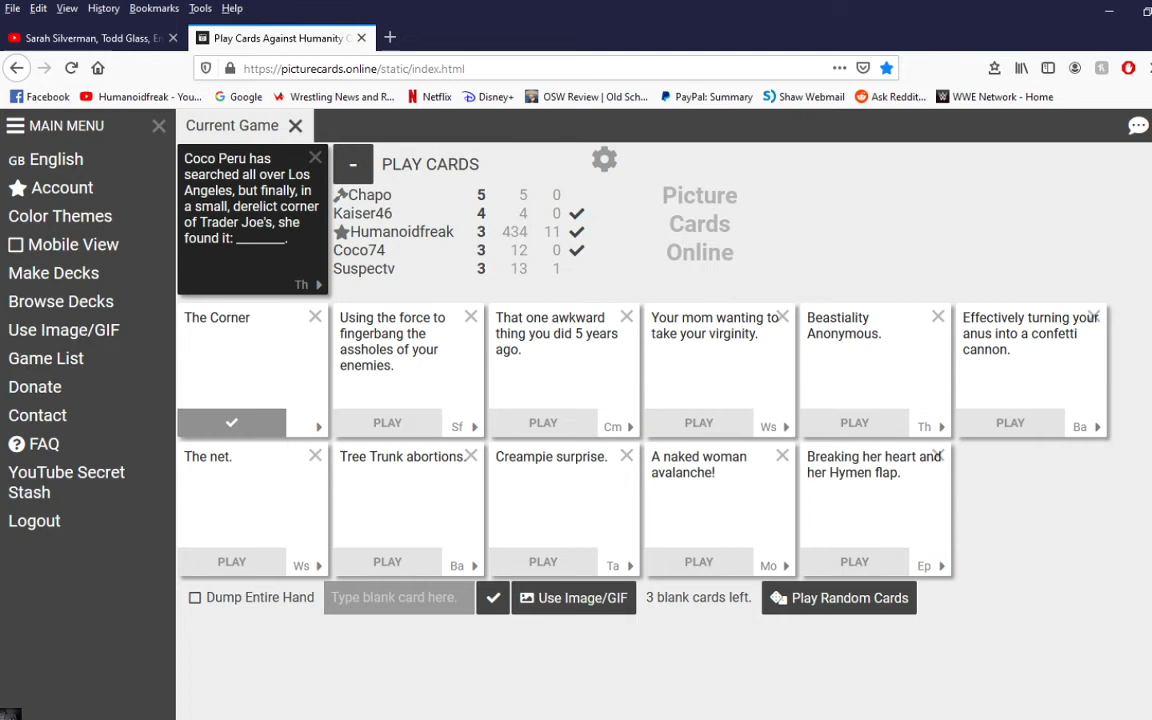 File Edit View History Bookmarks Tools Help
Sarah Silverman, Todd Glass, E
Play Cards Against Humanity
https://picturecards.online/static/index.html
Facebook Humanoidfreak - You... Google Wrestling News and R... Netflix Disney+ OSW Review | Old Sch... PayPal: Summary Shaw Webmail Ask Reddit... WWE Network - Home
MAIN MENU
GB English
Account
Color Themes
Mobile View
Make Decks
Browse Decks
Use Image/GIF
Game List
Donate
Contact
FAQ
YouTube Secret
Stash
Logout
Current Game
Coco Peru has
searched all over Los
Angeles, but finally, in
a small, derelict corner
of Trader Joe's, she
found it: ________.
Th
- PLAY CARDS
Chapo 5 5 0
Kaiser46 4 4 0
Humanoidfreak 3 434 11
Coco74 3 12 0
Suspectv 3 13 1
Picture
Cards
Online
The Corner
Using the force to
fingerbang the
assholes of your
enemies.
PLAY Sf
That one awkward
thing you did 5 years
ago.
PLAY Cm
Your mom wanting to
take your virginity.
PLAY Ws
Beastiality
Anonymous.
PLAY Th
Effectively turning your
anus into a confetti
cannon.
PLAY Ba
The net.
PLAY Ws
Tree Trunk abortions.
PLAY Ba
Creampie surprise.
PLAY Ta
A naked woman
avalanche!
PLAY Mo
Breaking her heart and
her Hymen flap.
PLAY Ep
Dump Entire Hand Type blank card here. Use Image/GIF 3 blank cards left. Play Random Cards